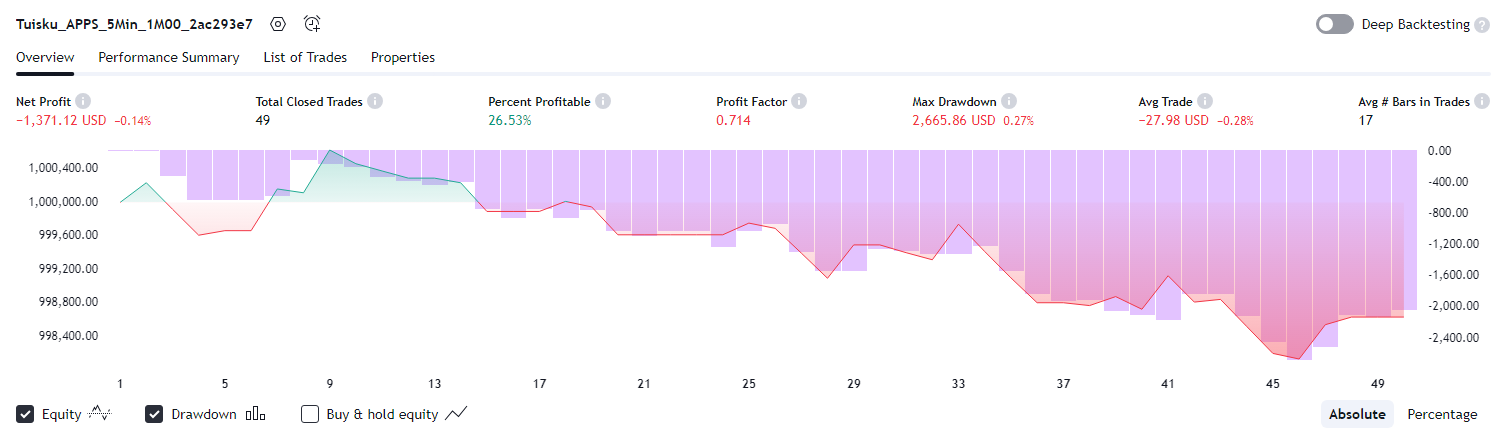 Tuisku_APPS_5Min_1M00_2ac293e7 Deep Backtesting ?
Overview Performance Summary List of Trades Properties
Net Profit i Total Closed Trades i Percent Profitable i Profit Factor i Max Drawdown i Avg Trade i Avg # Bars in Trades i
−1,371.12 USD −0.14% 49 26.53% 0.714 2,665.86 USD 0.27% −27.98 USD −0.28% 17
1,000,400.00
1,000,000.00
999,600.00
999,200.00
998,800.00
998,400.00
0.00
-400.00
-800.00
-1,200.00
-1,600.00
-2,000.00
-2,400.00
1 5 9 13 17 21 25 29 33 37 41 45 49
Equity Drawdown Buy & hold equity Absolute Percentage